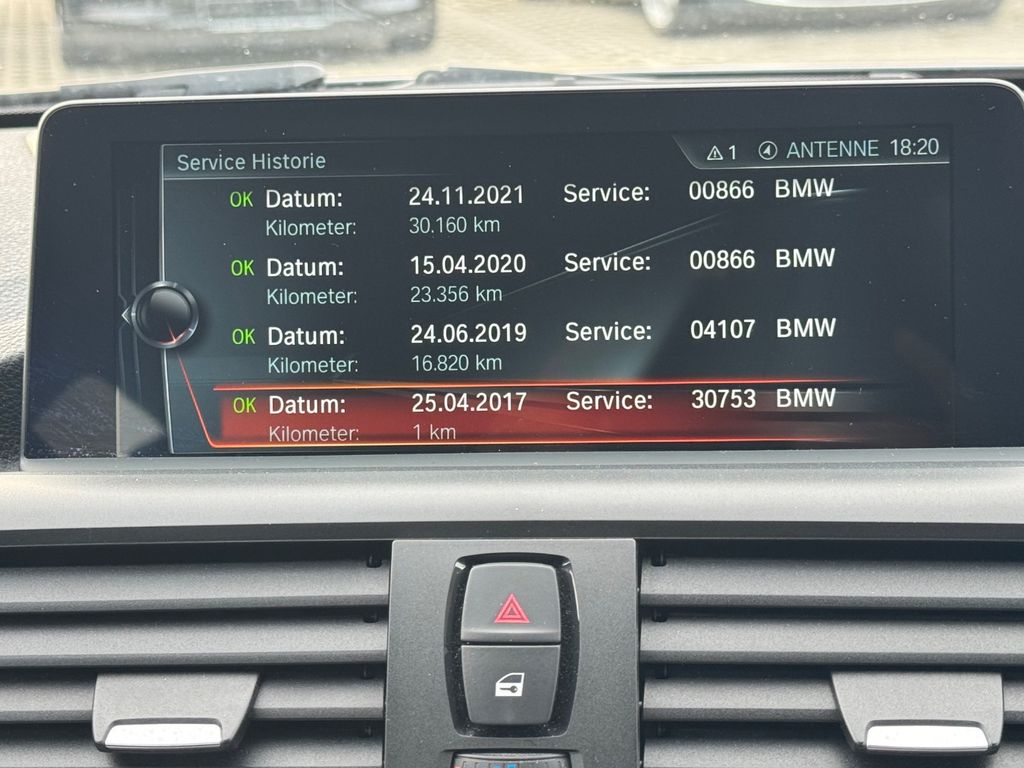 Service Historie
1 ANTENNE 18:20
OK Datum: 24.11.2021 Service: 00866 BMW
Kilometer: 30.160 km
OK Datum: 15.04.2020 Service: 00866 BMW
Kilometer: 23.356 km
OK Datum: 24.06.2019 Service: 04107 BMW
Kilometer: 16.820 km
OK Datum: 25.04.2017 Service: 30753 BMW
Kilometer: 1 km